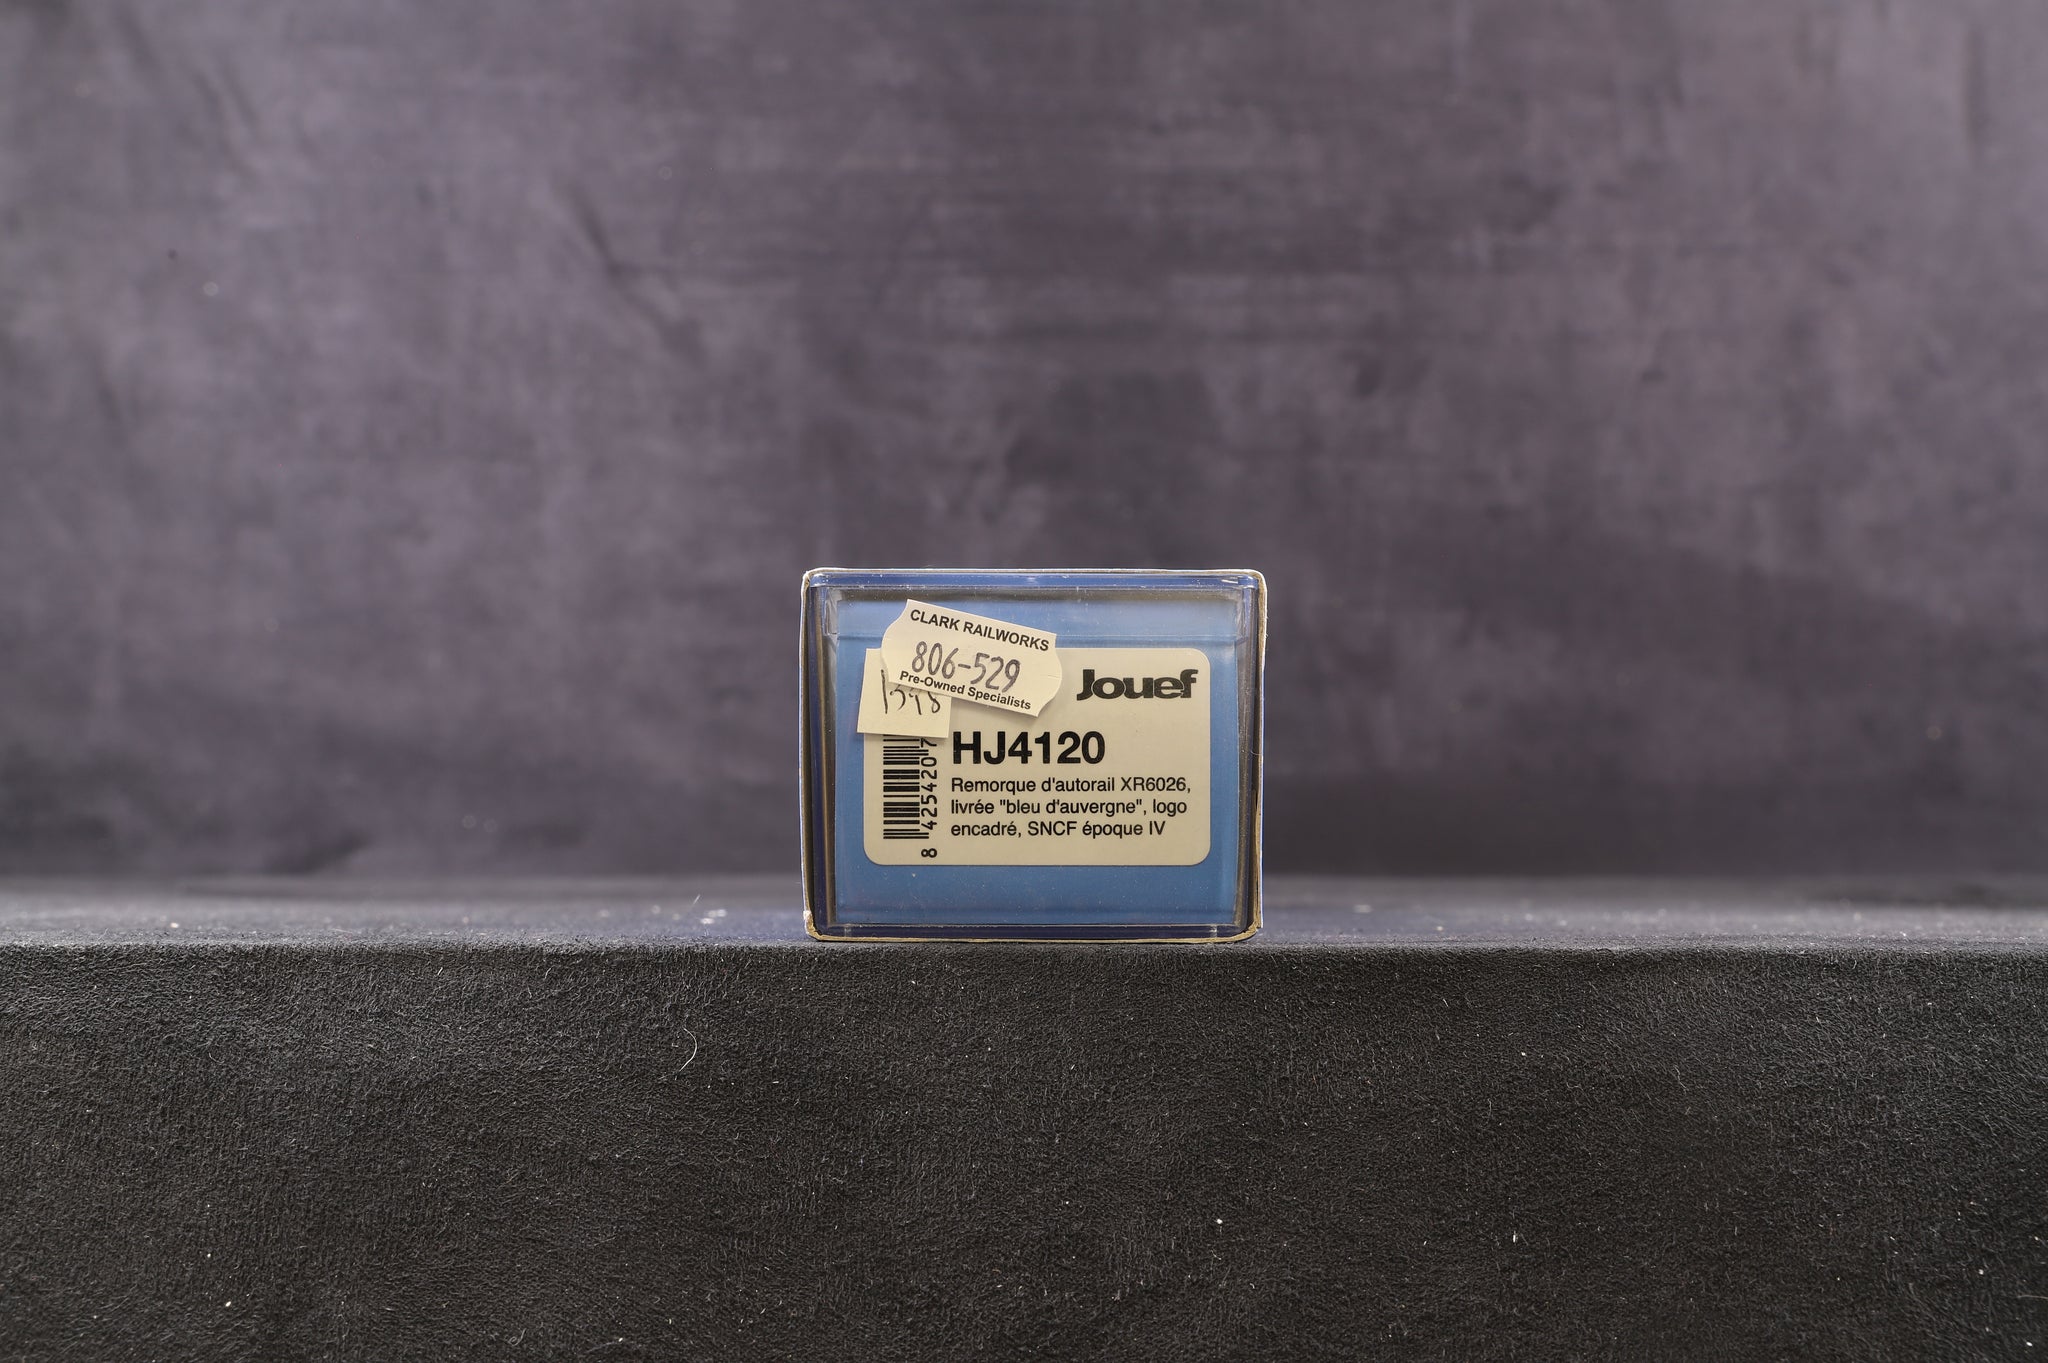 CLARK RAILWORKS
806-529
Pre-Owned Specialists
Jouef
HJ4120
Remorque d'autorail XR6026,
livrée "bleu d'auvergne", logo
encadré, SNCF époque IV
8 425420 7